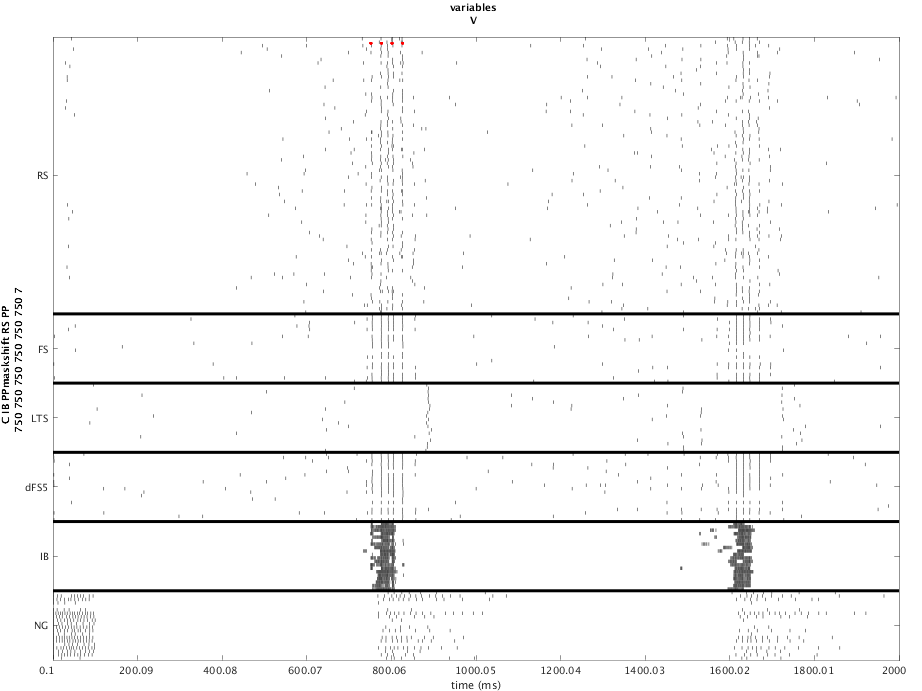 variables
V
RS
FS
LTS
dFS5
IB
NG
C IB PPmaskshift RS PP
750 750 750 750 750 7
0.1
200.09
400.08
600.07
800.06
1000.05
1200.04
1400.03
1600.02
1800.01
2000
time (ms)